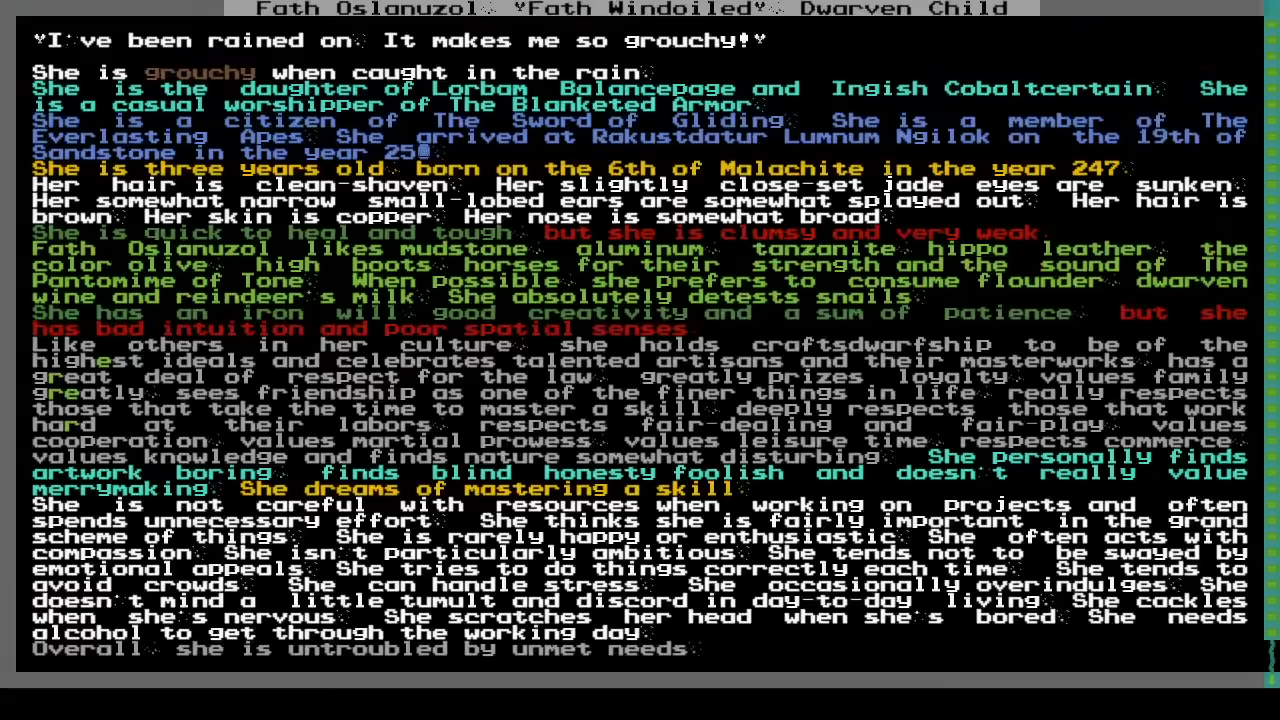 Fath Oslanuzol, "Fath Windoiled", Dwarven Child
"I've been rained on. It makes me so grouchy!"
She is grouchy when caught in the rain.
She is the daughter of Lorbam Balancepage and Ingish Cobaltcertain. She
is a casual worshipper of The Blanketed Armor.
She is a citizen of The Sword of Gliding. She is a member of The
Everlasting Apes. She arrived at Rakustdatur Lumnum Ngilok on the 19th of
Sandstone in the year 250.
She is three years old, born on the 6th of Malachite in the year 247.
Her hair is clean-shaven. Her slightly close-set jade eyes are sunken.
Her somewhat narrow, small-lobed ears are somewhat splayed out. Her hair is
brown. Her skin is copper. Her nose is somewhat broad.
She is quick to heal and tough, but she is clumsy and very weak.
Fath Oslanuzol likes mudstone, aluminum, tanzanite, hippo leather, the
color olive, high boots, horses for their strength and the sound of The
Pantomime of Tone. When possible, she prefers to consume flounder, dwarven
wine and reindeer's milk. She absolutely detests snails.
She has an iron will, good creativity and a sum of patience, but she
has bad intuition and poor spatial senses.
Like others in her culture, she holds craftsdwarfship to be of the
highest ideals and celebrates talented artisans and their masterworks, has a
great deal of respect for the law, greatly prizes loyalty, values family
greatly, sees friendship as one of the finer things in life, really respects
those that take the time to master a skill, deeply respects those that work
hard at their labors, respects fair-dealing and fair-play, values
cooperation, values martial prowess, values leisure time, respects commerce,
values knowledge and finds nature somewhat disturbing. She personally finds
artwork boring, finds blind honesty foolish and doesn't really value
merrymaking. She dreams of mastering a skill.
She is not careful with resources when working on projects and often
spends unnecessary effort. She thinks she is fairly important in the grand
scheme of things. She is rarely happy or enthusiastic. She often acts with
compassion. She isn't particularly ambitious. She tends not to be swayed by
emotional appeals. She tries to do things correctly each time. She tends to
avoid crowds. She can handle stress. She occasionally overindulges. She
doesn't mind a little tumult and discord in day-to-day living. She cackles
when she's nervous. She scratches her head when she's bored. She needs
alcohol to get through the working day.
Overall, she is untroubled by unmet needs.